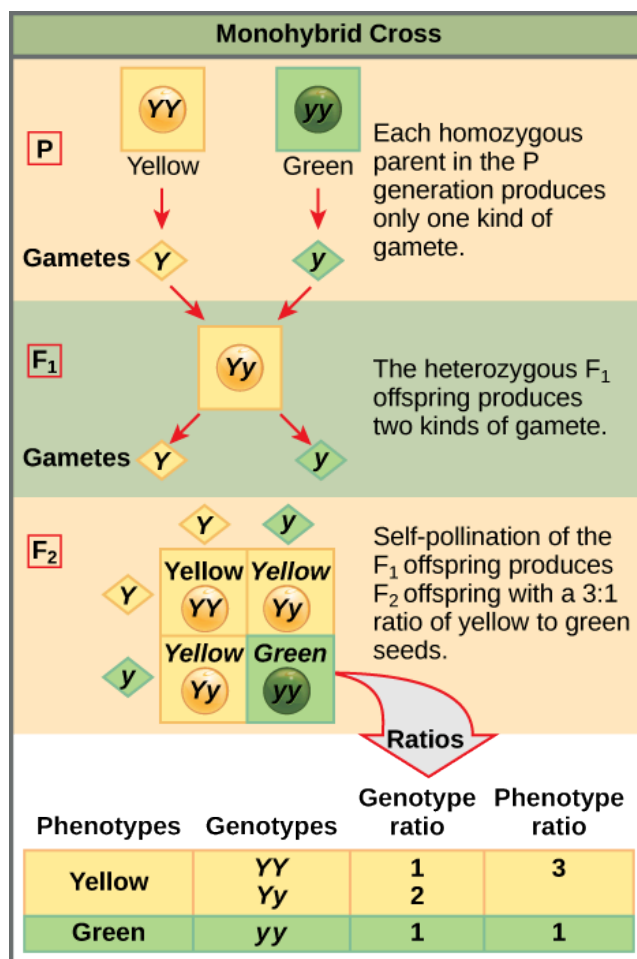 Monohybrid Cross
P
YY
yy
Yellow
Green
Each homozygous
parent in the P
generation produces
only one kind of
gamete.
Gametes
Y
y
F₁
Yy
The heterozygous F₁
offspring produces
two kinds of gamete.
Gametes
Y
y
F₂
Y
y
Y
Yellow
YY
Yellow
Yy
y
Yellow
Yy
Green
yy
Self-pollination of the
F₁ offspring produces
F₂ offspring with a 3:1
ratio of yellow to green
seeds.
Ratios
Phenotypes
Genotypes
Genotype
ratio
Phenotype
ratio
Yellow
YY
1
3
Yy
2
Green
yy
1
1